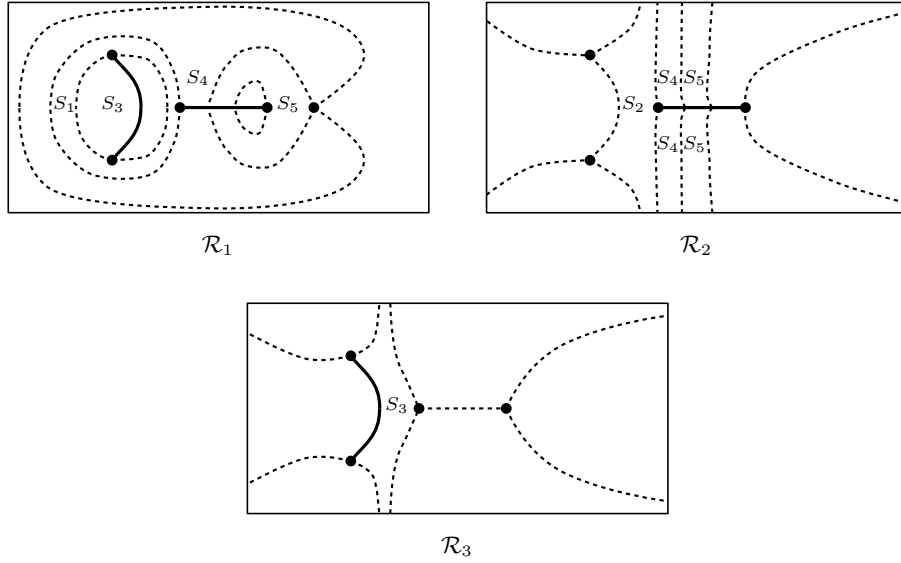 S₄
S₁ S₃ S₅
ℛ₁
S₄ S₅
S₂
S₄ S₅
ℛ₂
S₃
ℛ₃